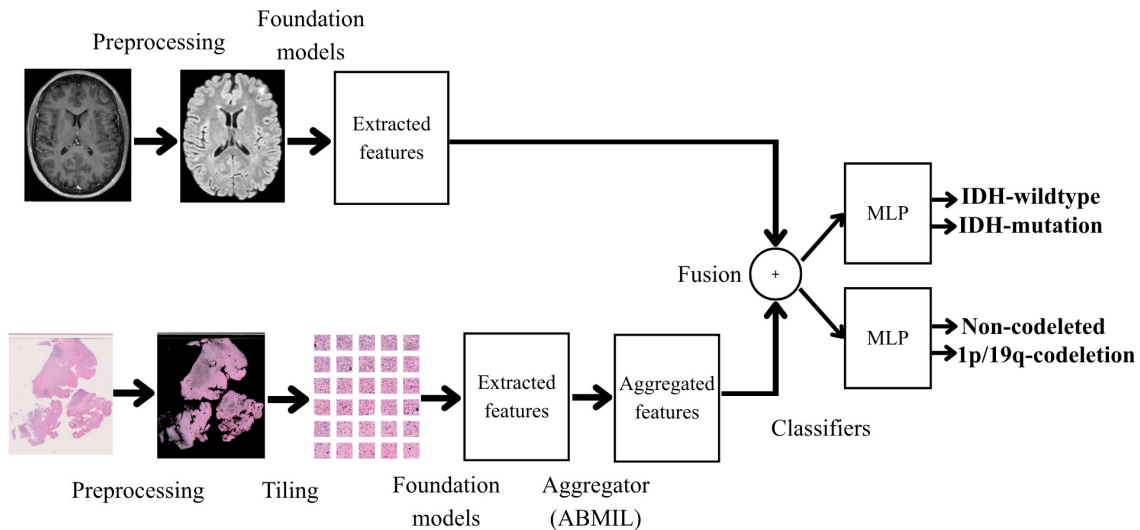 Preprocessing
Foundation
models
Extracted
features
Fusion
+
MLP
IDH-wildtype
IDH-mutation
MLP
Non-codeleted
1p/19q-codeletion
Classifiers
Extracted
features
Aggregated
features
Preprocessing
Tiling
Foundation
models
Aggregator
(ABMIL)